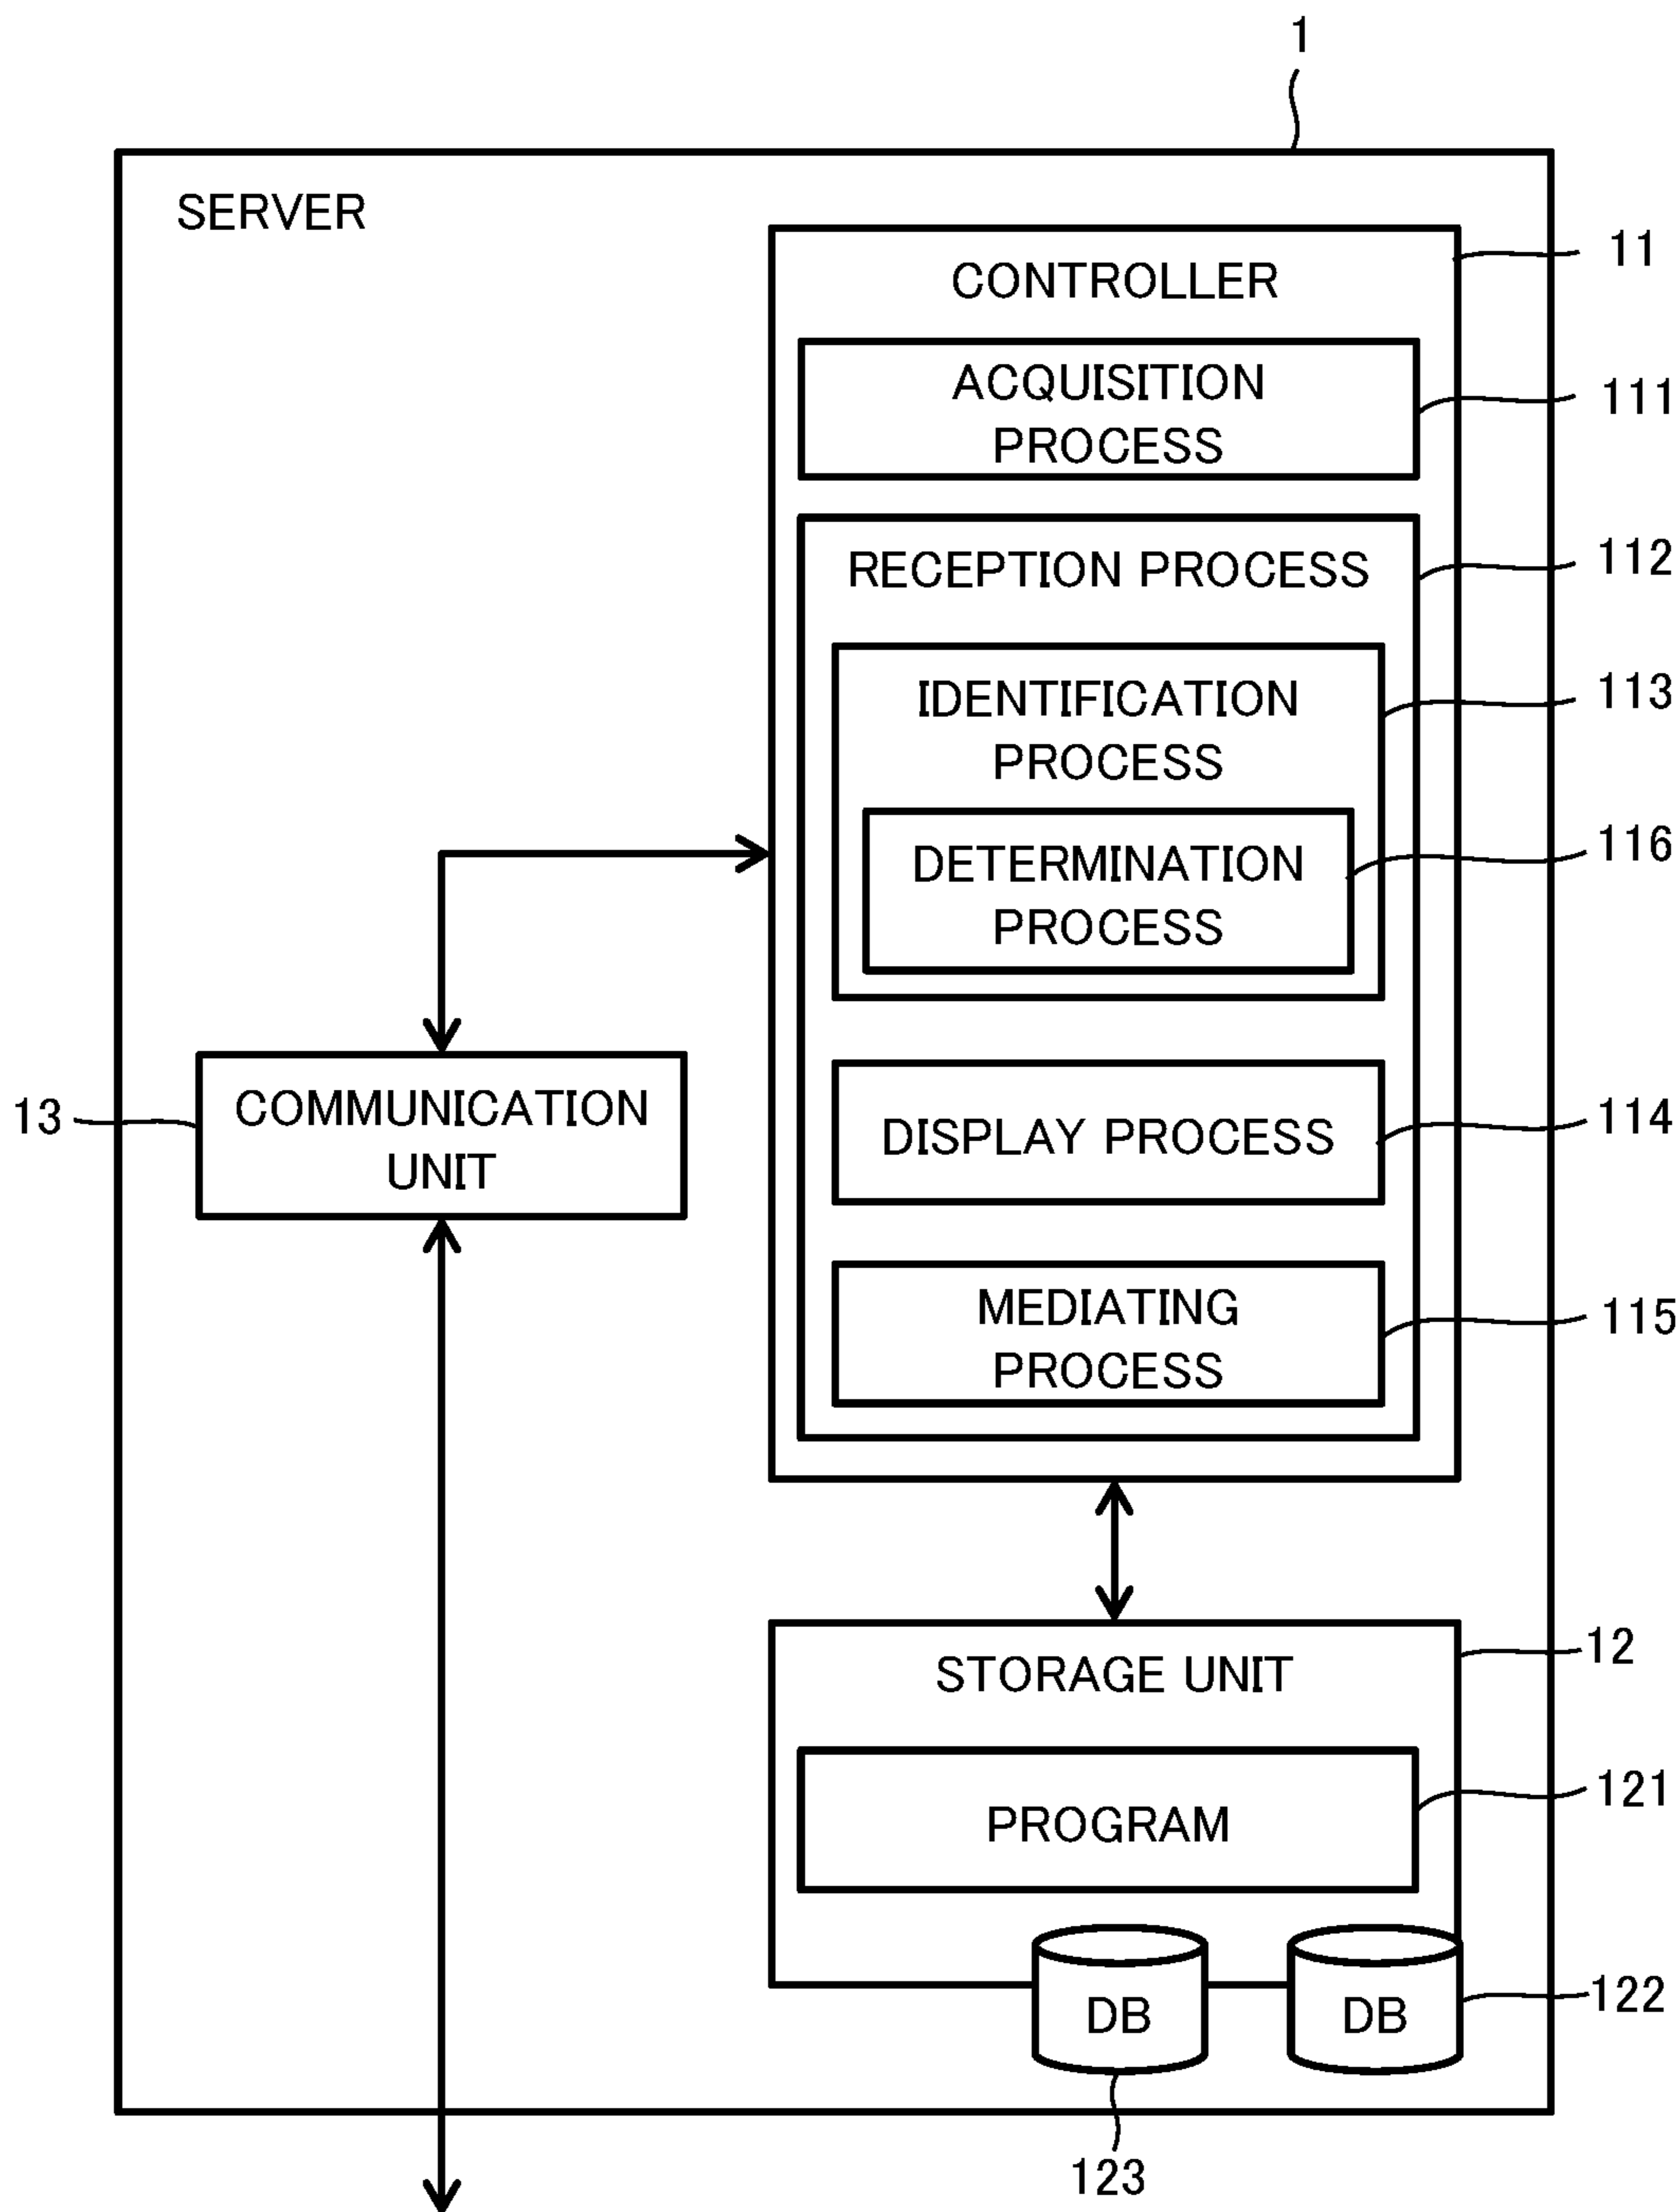 1
SERVER
11
CONTROLLER
ACQUISITION
PROCESS
111
RECEPTION PROCESS
112
IDENTIFICATION
PROCESS
113
DETERMINATION
PROCESS
116
13
COMMUNICATION
UNIT
DISPLAY PROCESS
114
MEDIATING
PROCESS
115
STORAGE UNIT
12
PROGRAM
121
DB
DB
122
123